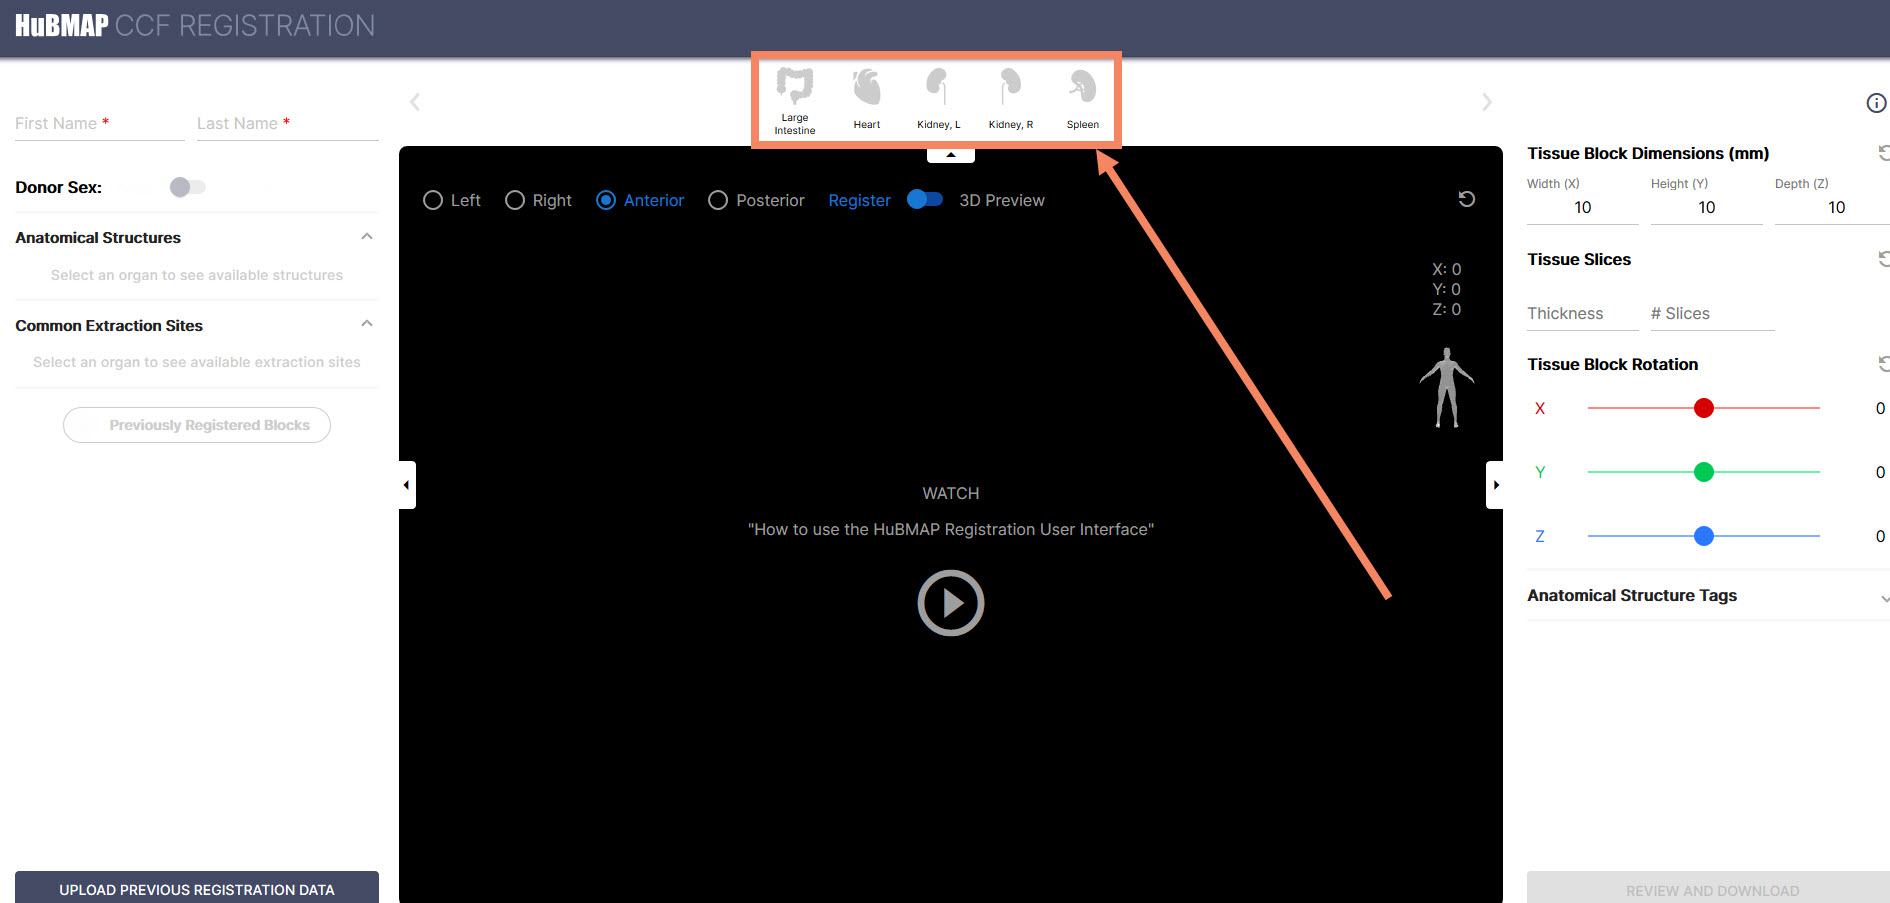 HuBMAP CCF REGISTRATION
Large
Intestine
Heart
Kidney, L
Kidney, R
Spleen
First Name *
Last Name *
Donor Sex:
Anatomical Structures
Select an organ to see available structures
Common Extraction Sites
Select an organ to see available extraction sites
Previously Registered Blocks
UPLOAD PREVIOUS REGISTRATION DATA
Left
Right
Anterior
Posterior
Register
3D Preview
X: 0
Y: 0
Z: 0
WATCH
"How to use the HuBMAP Registration User Interface"
Tissue Block Dimensions (mm)
Width (X)
Height (Y)
Depth (Z)
10
10
10
Tissue Slices
Thickness
# Slices
Tissue Block Rotation
X
0
Y
0
Z
0
Anatomical Structure Tags
REVIEW AND DOWNLOAD